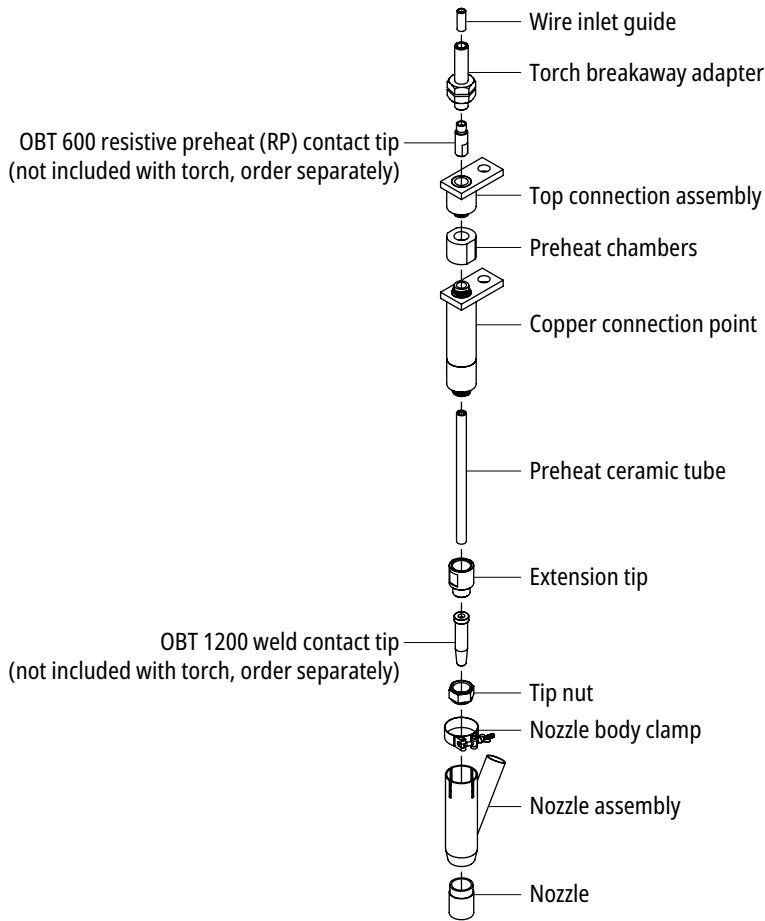 Wire inlet guide
Torch breakaway adapter
OBT 600 resistive preheat (RP) contact tip
(not included with torch, order separately)
Top connection assembly
Preheat chambers
Copper connection point
Preheat ceramic tube
Extension tip
OBT 1200 weld contact tip
(not included with torch, order separately)
Tip nut
Nozzle body clamp
Nozzle assembly
Nozzle